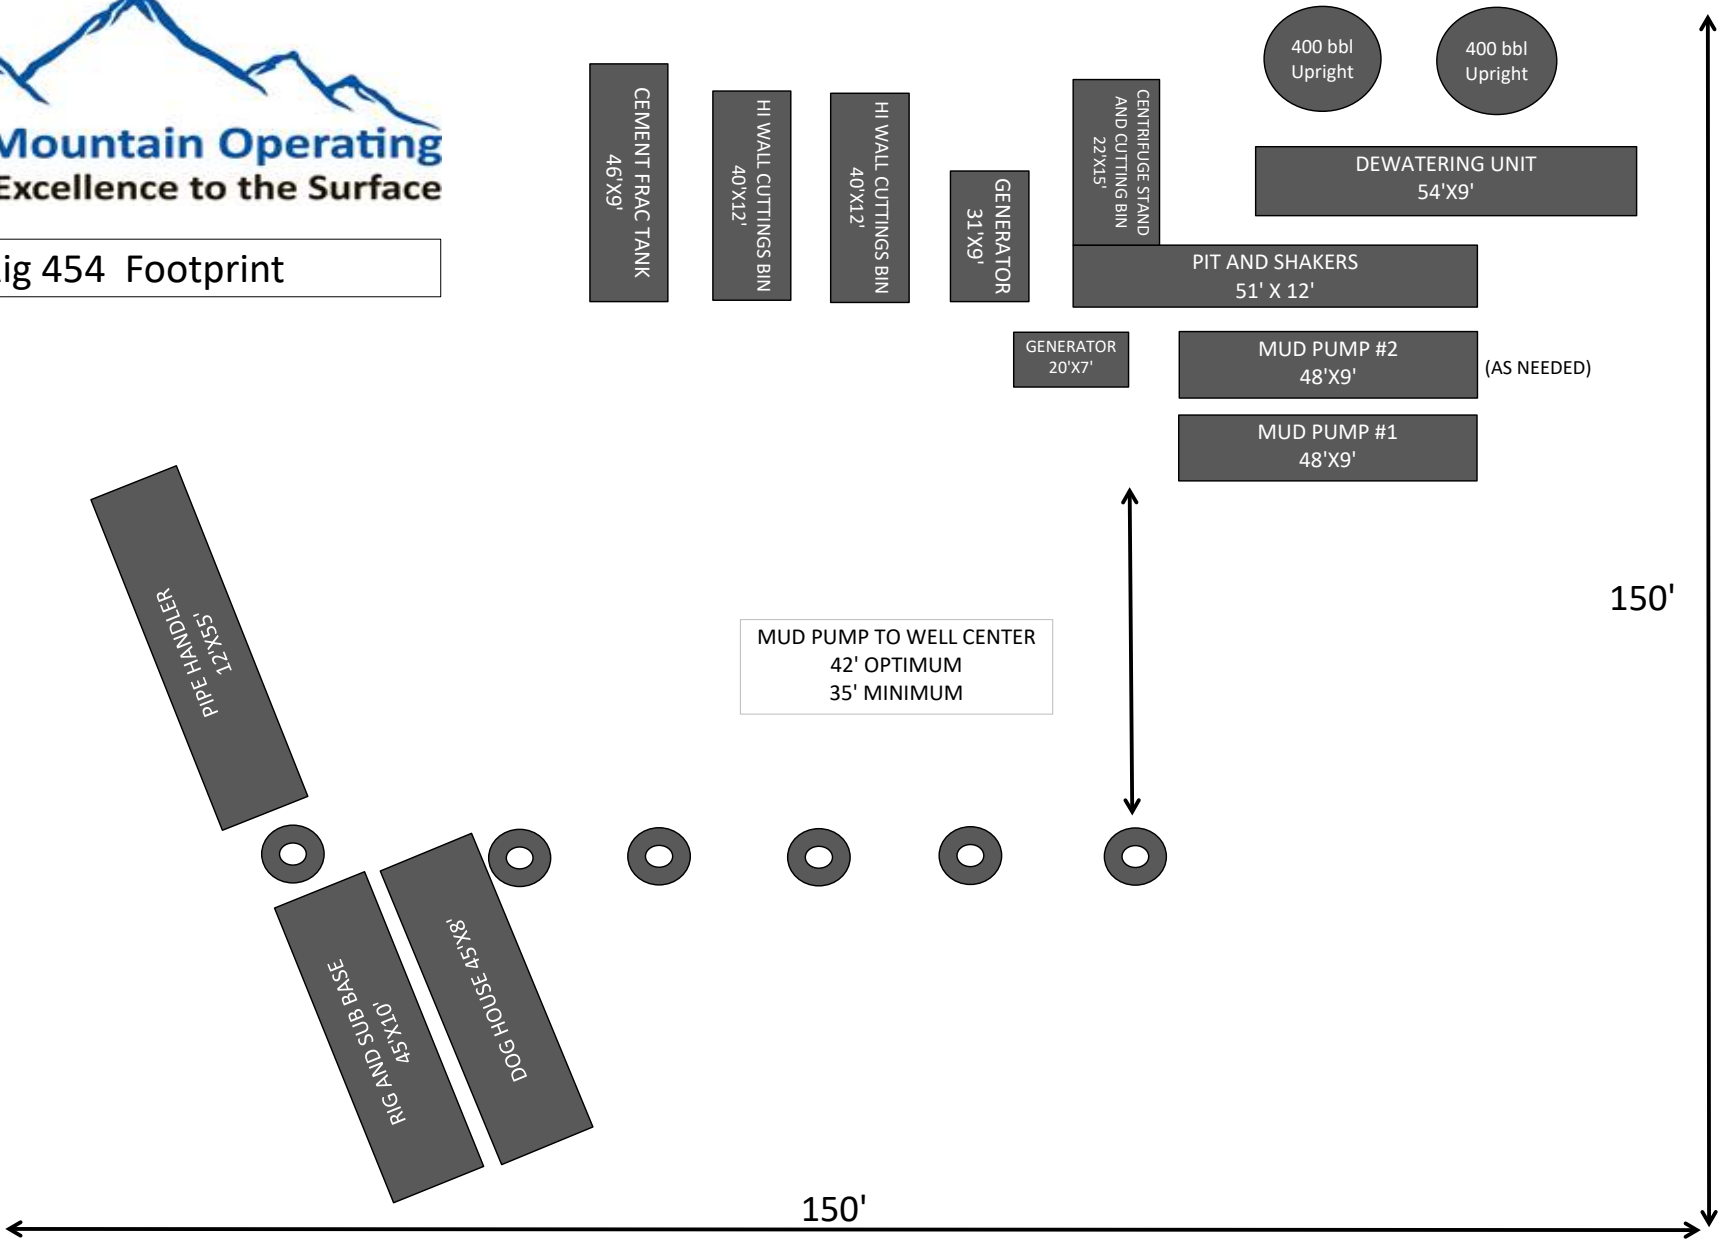 Mountain Operating
Excellence to the Surface
ig 454 Footprint
CEMENT FRAC TANK
46'X9'
HI WALL CUTTINGS BIN
40'X12'
HI WALL CUTTINGS BIN
40'X12'
GENERATOR
31'X9'
CENTRIFUGE STAND
AND CUTTING BIN
22'X15'
400 bbl
Upright
400 bbl
Upright
DEWATERING UNIT
54'X9'
PIT AND SHAKERS
51' X 12'
GENERATOR
20'X7'
MUD PUMP #2
48'X9'
(AS NEEDED)
MUD PUMP #1
48'X9'
PIPE HANDLER
12'X55'
MUD PUMP TO WELL CENTER
42' OPTIMUM
35' MINIMUM
150'
RIG AND SUB BASE
45'X10'
DOG HOUSE 45'X8'
150'